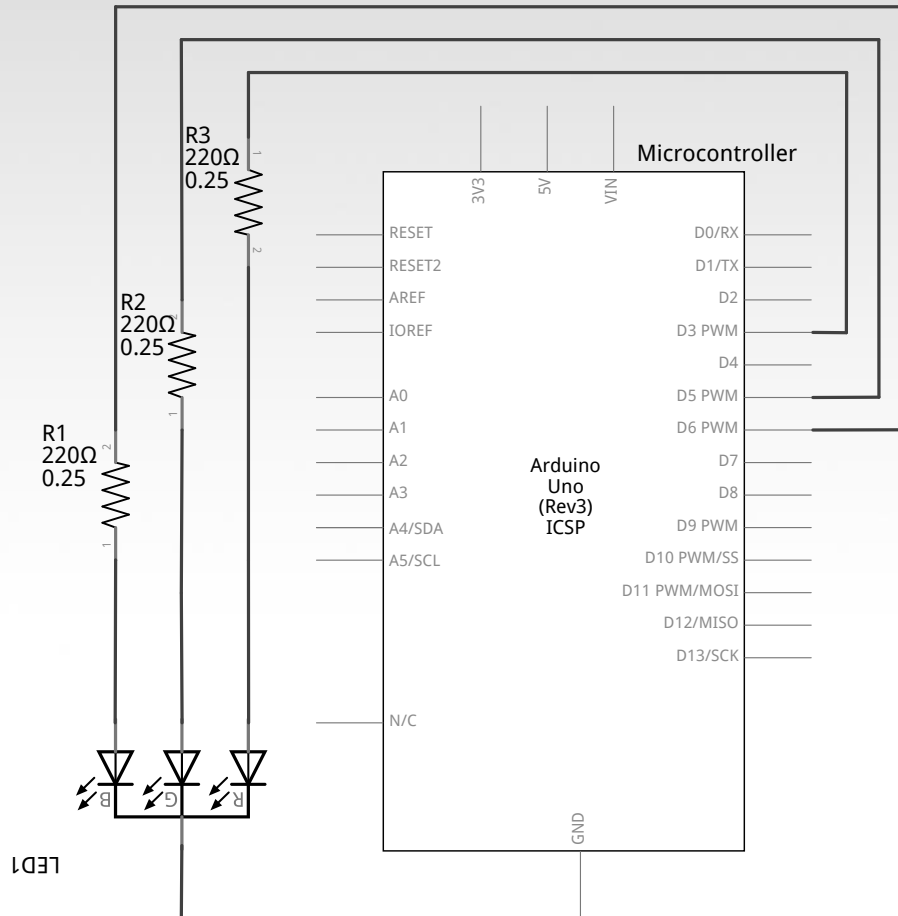 R3
220Ω
0.25
1
2
R2
220Ω
0.25
2
1
R1
220Ω
0.25
2
1
B
G
R
LED1
Microcontroller
3V3
5V
VIN
RESET
RESET2
AREF
IOREF
A0
A1
A2
A3
A4/SDA
A5/SCL
N/C
Arduino
Uno
(Rev3)
ICSP
D0/RX
D1/TX
D2
D3 PWM
D4
D5 PWM
D6 PWM
D7
D8
D9 PWM
D10 PWM/SS
D11 PWM/MOSI
D12/MISO
D13/SCK
GND